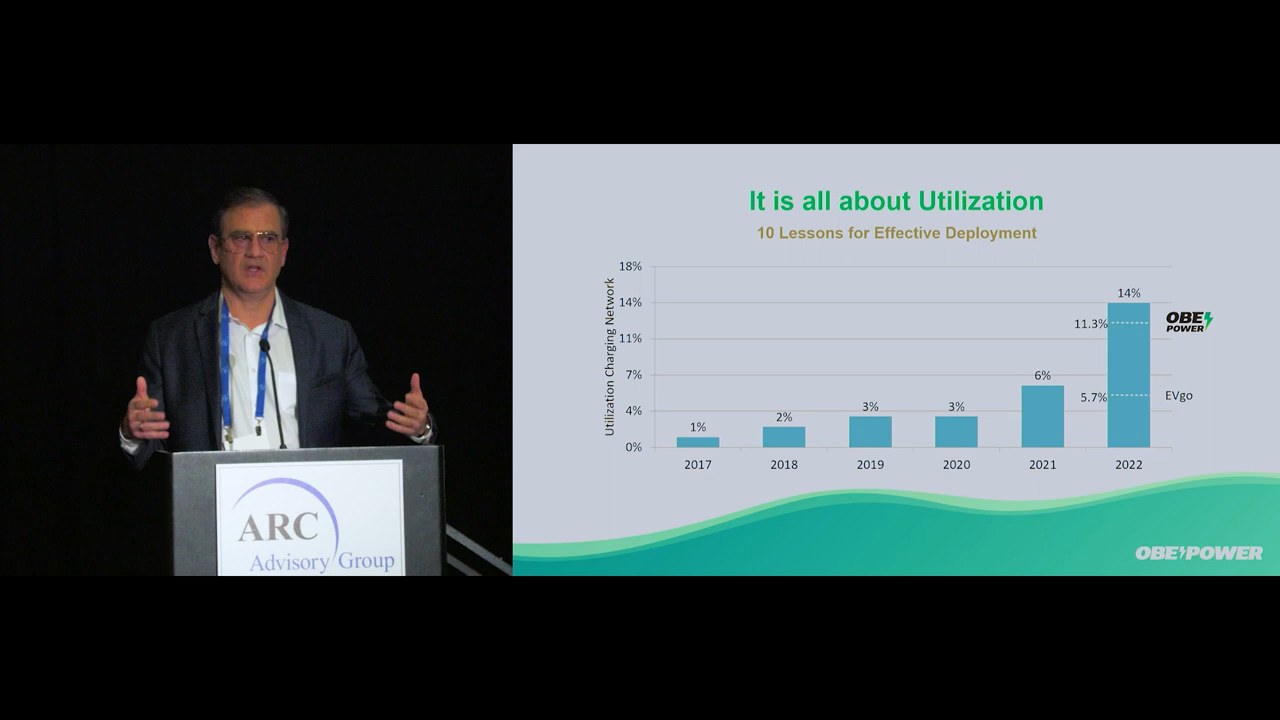 It is all about Utilization
10 Lessons for Effective Deployment
Utilization Charging Network
18%
14%
11%
7%
4%
0%
1%
2%
3%
3%
6%
14%
11.3%
5.7%
OBE
POWER
EVgo
2017 2018 2019 2020 2021 2022
OBE POWER
ARC
Advisory Group